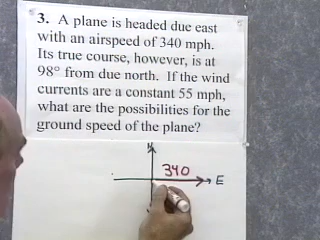 3. A plane is headed due east
with an airspeed of 340 mph.
Its true course, however, is at
98° from due north. If the wind
currents are a constant 55 mph,
what are the possibilities for the
ground speed of the plane?
N
340
E